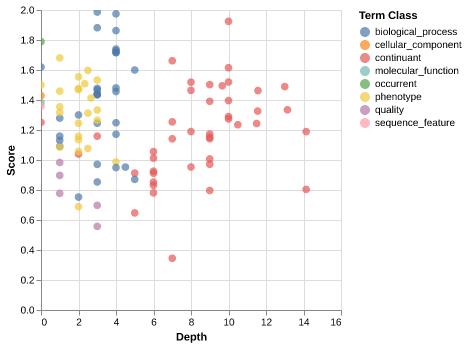 Term Class
biological_process
cellular_component
continuant
molecular_function
occurrent
phenotype
quality
sequence_feature
Score
2.0
1.8
1.6
1.4
1.2
1.0
0.8
0.6
0.4
0.2
0.0
0 2 4 6 8 10 12 14 16
Depth